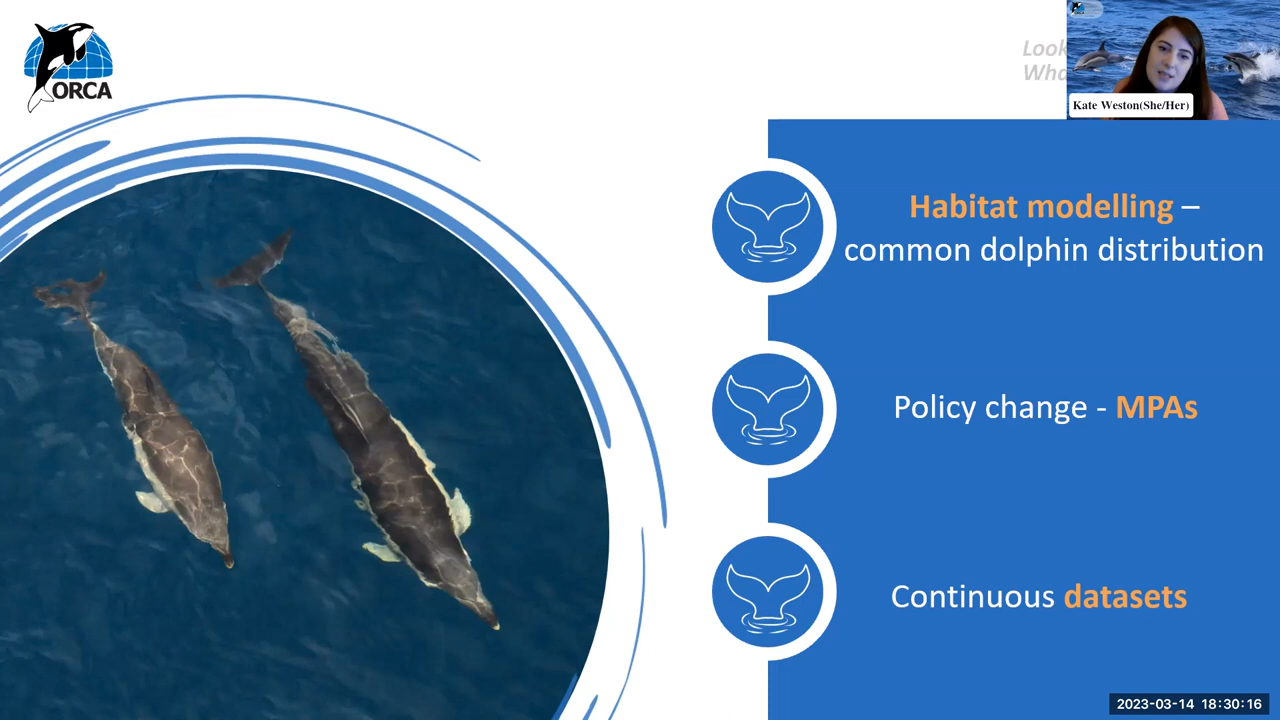 ORCA
Look
Kate Weston(She/Her)
Habitat modelling –
common dolphin distribution
Policy change - MPAs
Continuous datasets
2023-03-14 18:30:16